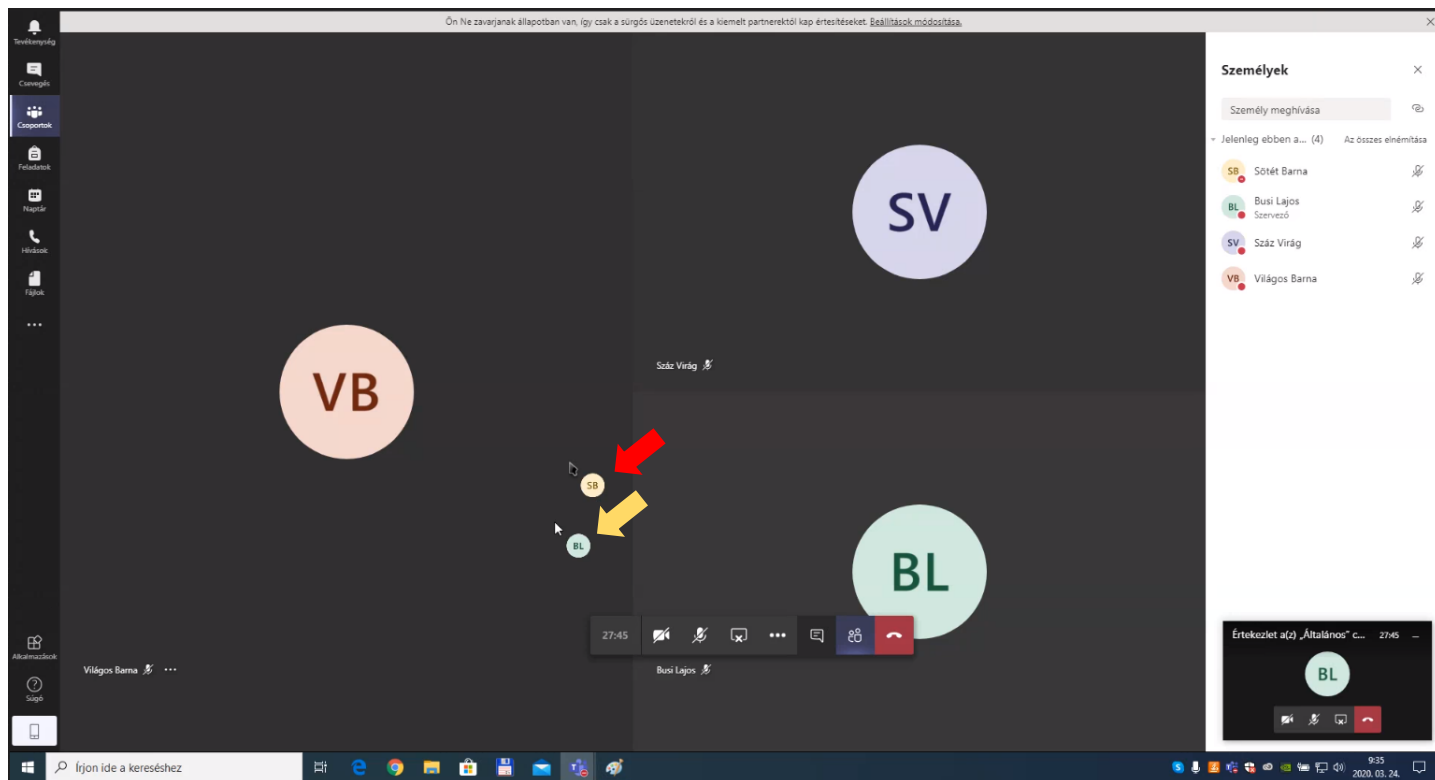 Ön Ne zavarjanak állapotban van, így csak a sürgős üzenetekről és a kiemelt partnerektől kap értesítéseket. Beállítások módosítása.
Tevékenység
Csevegés
Csoportok
Feladatok
Naptár
Hívások
Fájlok
Alkalmazások
Súgó
VB
Világos Barna
SV
Száz Virág
SB
BL
BL
Busi Lajos
27:45
Személyek
Személy meghívása
Jelenleg ebben a... (4) Az összes elnémítása
SB Sötét Barna
BL Busi Lajos
Szervező
SV Száz Virág
VB Világos Barna
Értekezlet a(z) „Általános” c... 27:45
BL
Írjon ide a kereséshez
9:35
2020. 03. 24.